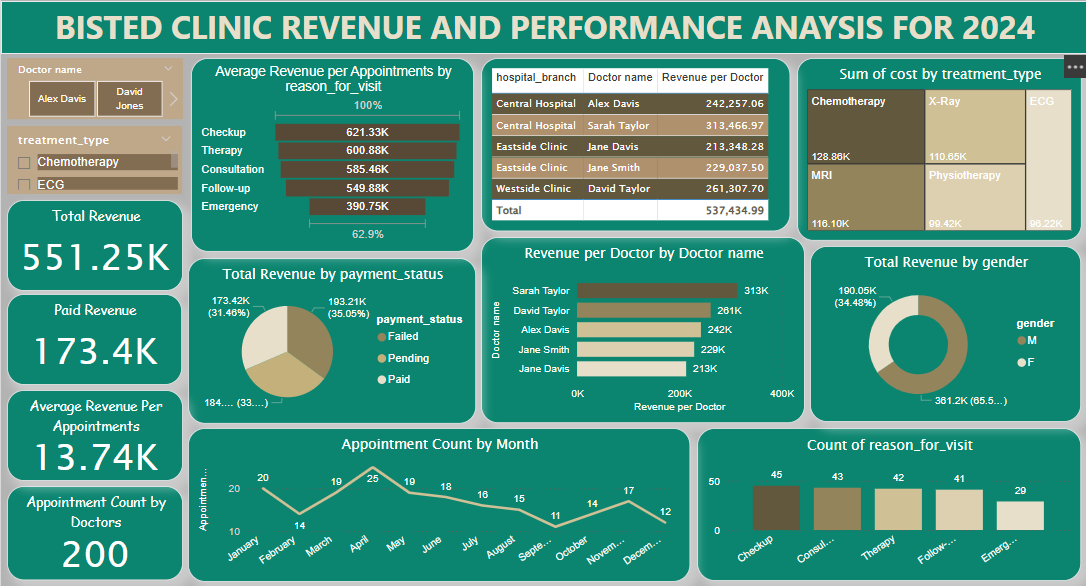 BISTED CLINIC REVENUE AND PERFORMANCE ANAYSIS FOR 2024
Doctor name
Alex Davis
David Jones
treatment_type
Chemotherapy
ECG
Total Revenue
551.25K
Paid Revenue
173.4K
Average Revenue Per Appointments
13.74K
Appointment Count by Doctors
200
Average Revenue per Appointments by reason_for_visit
100%
Checkup 621.33K
Therapy 600.88K
Consultation 585.46K
Follow-up 549.88K
Emergency 390.75K
62.9%
hospital_branch Doctor name Revenue per Doctor
Central Hospital Alex Davis 242,257.06
Central Hospital Sarah Taylor 313,466.97
Eastside Clinic Jane Davis 213,348.28
Eastside Clinic Jane Smith 229,037.50
Westside Clinic David Taylor 261,307.70
Total 537,434.99
Sum of cost by treatment_type
Chemotherapy
128.86K
X-Ray
110.65K
ECG
96.22K
MRI
116.10K
Physiotherapy
99.42K
Total Revenue by payment_status
173.42K
(31.46%)
193.21K
(35.05%)
184.... (33....)
payment_status
Failed
Pending
Paid
Revenue per Doctor by Doctor name
Doctor name
Sarah Taylor 313K
David Taylor 261K
Alex Davis 242K
Jane Smith 229K
Jane Davis 213K
0K 200K 400K
Revenue per Doctor
Total Revenue by gender
190.05K
(34.48%)
361.2K (65.5...)
gender
M
F
Appointment Count by Month
Appointmen...
20
10
20 14 19 25 19 18 16 15 11 14 17 12
January February March April May June July August Septe... October Novem... Decem...
Count of reason_for_visit
50
0
45 43 42 41 29
Checkup Consul... Therapy Follow-... Emerg...